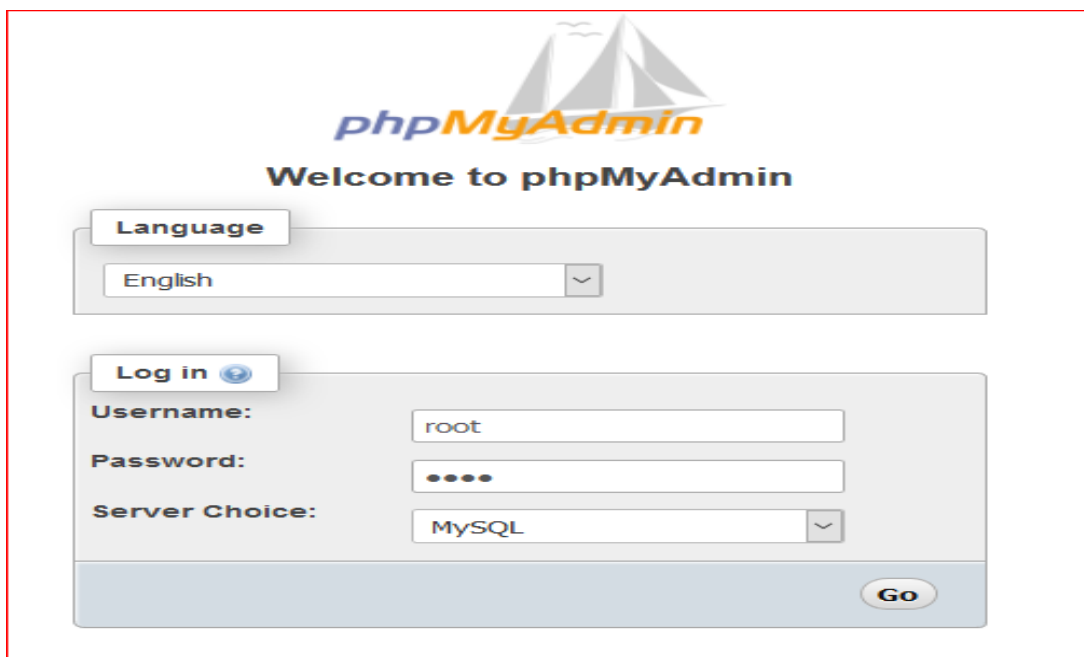 phpMyAdmin
Welcome to phpMyAdmin
Language
English
Log in
Username:
root
Password:
••••
Server Choice:
MySQL
Go